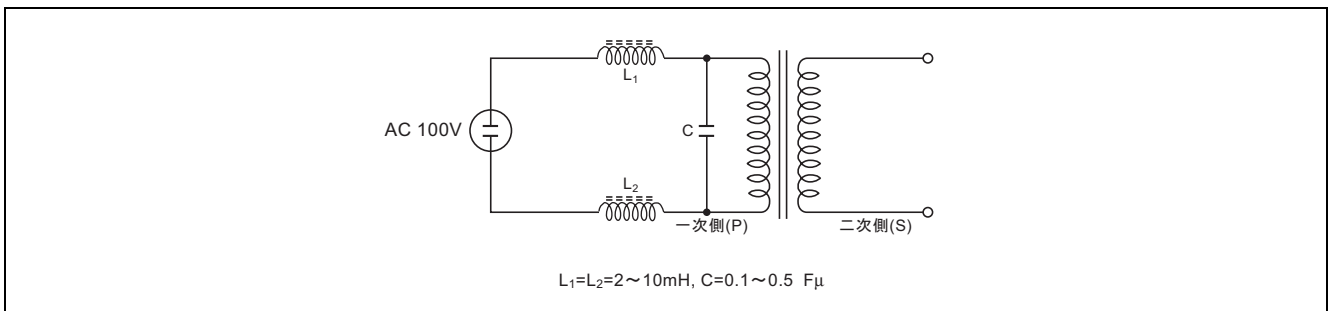 L₁
AC 100V
C
L₂
一次側(P)
二次側(S)
L₁=L₂=2～10mH, C=0.1～0.5 Fμ